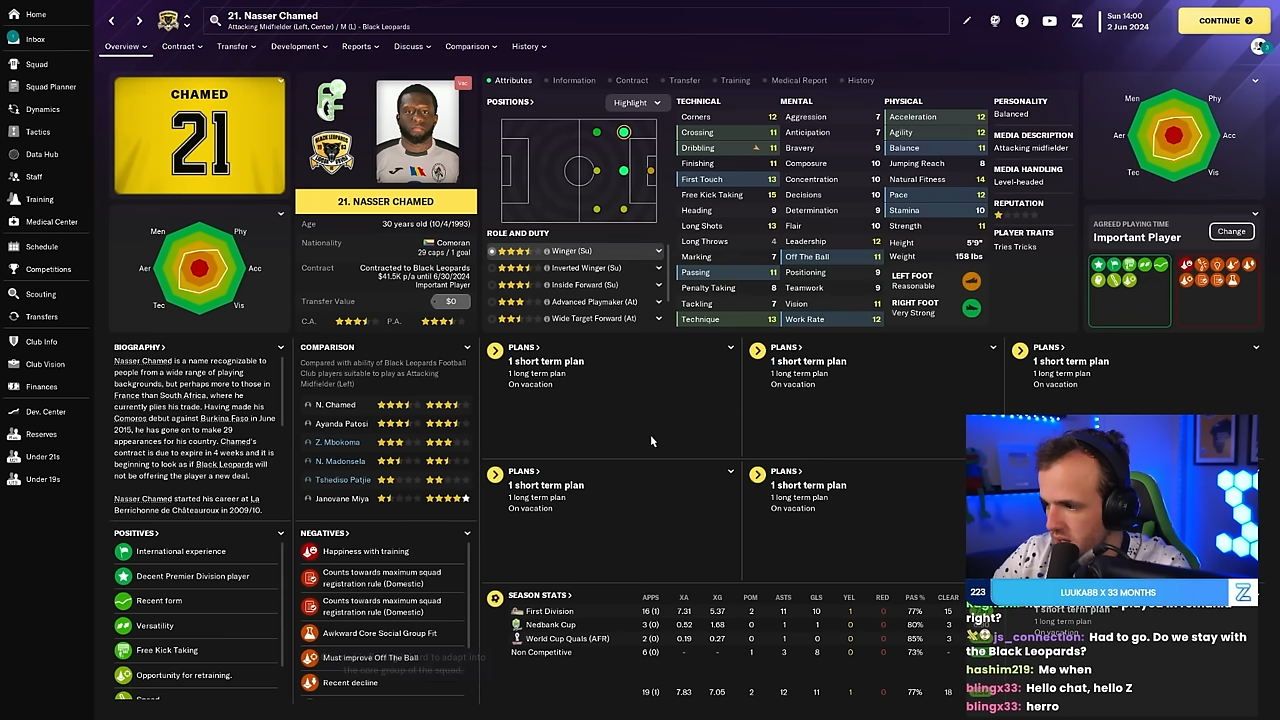 Home
Inbox
Squad
Squad Planner
Dynamics
Tactics
Data Hub
Staff
Training
Medical Center
Schedule
Competitions
Scouting
Transfers
Club Info
Club Vision
Finances
Dev. Center
Reserves
Under 21s
Under 19s
21. Nasser Chamed
Attacking Midfielder (Left, Center) / M (L) - Black Leopards
Sun 14:00
2 Jun 2024
CONTINUE
Overview
Contract
Transfer
Development
Reports
Discuss
Comparison
History
CHAMED
21
Vac
21. NASSER CHAMED
Age 30 years old (10/4/1993)
Nationality Comoran
29 caps / 1 goal
Contract Contracted to Black Leopards
$41.5K p/a until 6/30/2024
Important Player
Transfer Value $0
C.A. P.A.
Men Phy
Aer Acc
Tec Vis
Attributes Information Contract Transfer Training Medical Report History
POSITIONS Highlight
ROLE AND DUTY
Winger (Su)
Inverted Winger (Su)
Inside Forward (Su)
Advanced Playmaker (At)
Wide Target Forward (At)
TECHNICAL
Corners 12
Crossing 11
Dribbling 11
Finishing 11
First Touch 13
Free Kick Taking 15
Heading 9
Long Shots 13
Long Throws 4
Marking 7
Passing 11
Penalty Taking 8
Tackling 7
Technique 13
MENTAL
Aggression 7
Anticipation 7
Bravery 9
Composure 10
Concentration 10
Decisions 10
Determination 9
Flair 10
Leadership 12
Off The Ball 11
Positioning 9
Teamwork 9
Vision 11
Work Rate 12
PHYSICAL
Acceleration 12
Agility 12
Balance 11
Jumping Reach 8
Natural Fitness 14
Pace 12
Stamina 10
Strength 11
Height 5'9"
Weight 158 lbs
LEFT FOOT
Reasonable
RIGHT FOOT
Very Strong
PERSONALITY
Balanced
MEDIA DESCRIPTION
Attacking midfielder
MEDIA HANDLING
Level-headed
REPUTATION
PLAYER TRAITS
Tries Tricks
Men Phy
Aer Acc
Tec Vis
AGREED PLAYING TIME
Important Player
Change
BIOGRAPHY
Nasser Chamed is a name recognizable to
people from a wide range of playing
backgrounds, but perhaps more to those in
France than South Africa, where he
currently plies his trade. Having made his
Comoros debut against Burkina Faso in June
2015, he has gone on to make 29
appearances for his country. Chamed's
contract is due to expire in 4 weeks and it is
beginning to look as if Black Leopards will
not be offering the player a new deal.
Nasser Chamed started his career at La
Berrichonne de Châteauroux in 2009/10.
COMPARISON
Compared with ability of Black Leopards Football
Club players suitable to play as Attacking
Midfielder (Left)
N. Chamed
Ayanda Patosi
Z. Mbokoma
N. Madonsela
Tshediso Patjie
Janovane Miya
PLANS
1 short term plan
1 long term plan
On vacation
PLANS
1 short term plan
1 long term plan
On vacation
PLANS
1 short term plan
1 long term plan
On vacation
PLANS
1 short term plan
1 long term plan
On vacation
PLANS
1 short term plan
1 long term plan
On vacation
POSITIVES
International experience
Decent Premier Division player
Recent form
Versatility
Free Kick Taking
Opportunity for retraining.
Speed
NEGATIVES
Happiness with training
Counts towards maximum squad
registration rule (Domestic)
Counts towards maximum squad
registration rule (Domestic)
Awkward Core Social Group Fit
Must improve Off The Ball
Recent decline
SEASON STATS APPS XA XG POM ASTS GLS YEL RED PAS % CLEAR
First Division 16 (1) 7.31 5.37 2 11 10 1 0 77% 15
Nedbank Cup 3 (0) 0.52 1.68 0 1 1 0 0 80% 3
World Cup Quals (AFR) 2 (0) 0.19 0.27 0 1 0 0 0 85% 3
Non Competitive 6 (0) - - 1 3 8 0 0 73% -
19 (1) 7.83 7.05 2 12 11 1 0 77% 18
223 LUUKA88 X 33 MONTHS
right?
js_connection: Had to go. Do we stay with
the Black Leopards?
hashim219: Me when
blingx33: Hello chat, hello Z
blingx33: herro